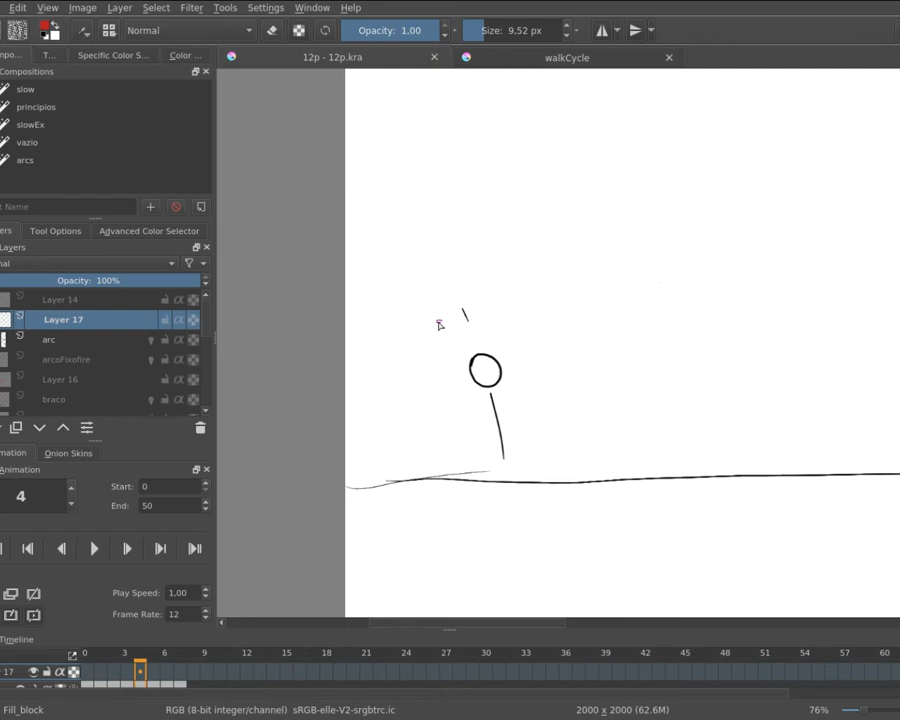 Edit View Image Layer Select Filter Tools Settings Window Help
Normal Opacity: 1,00 Size: 9.52 px
T... Specific Color S... Color ...
12p - 12p.kra walkCycle
Compositions
slow
principios
slowEx
vazio
arcs
t Name
Tool Options Advanced Color Selector
Layers
Opacity: 100%
Layer 14
Layer 17
arc
arcoFixofire
Layer 16
braco
Onion Skins
Animation
4 Start: 0
End: 50
Play Speed: 1,00
Frame Rate: 12
Timeline
0 3 6 9 12 15 18 21 24 27 30 33 36 39 42 45 48 51 54 57 60
17
Fill_block RGB (8-bit integer/channel) sRGB-elle-V2-srgbtrc.ic 2000 x 2000 (62.6M) 76%